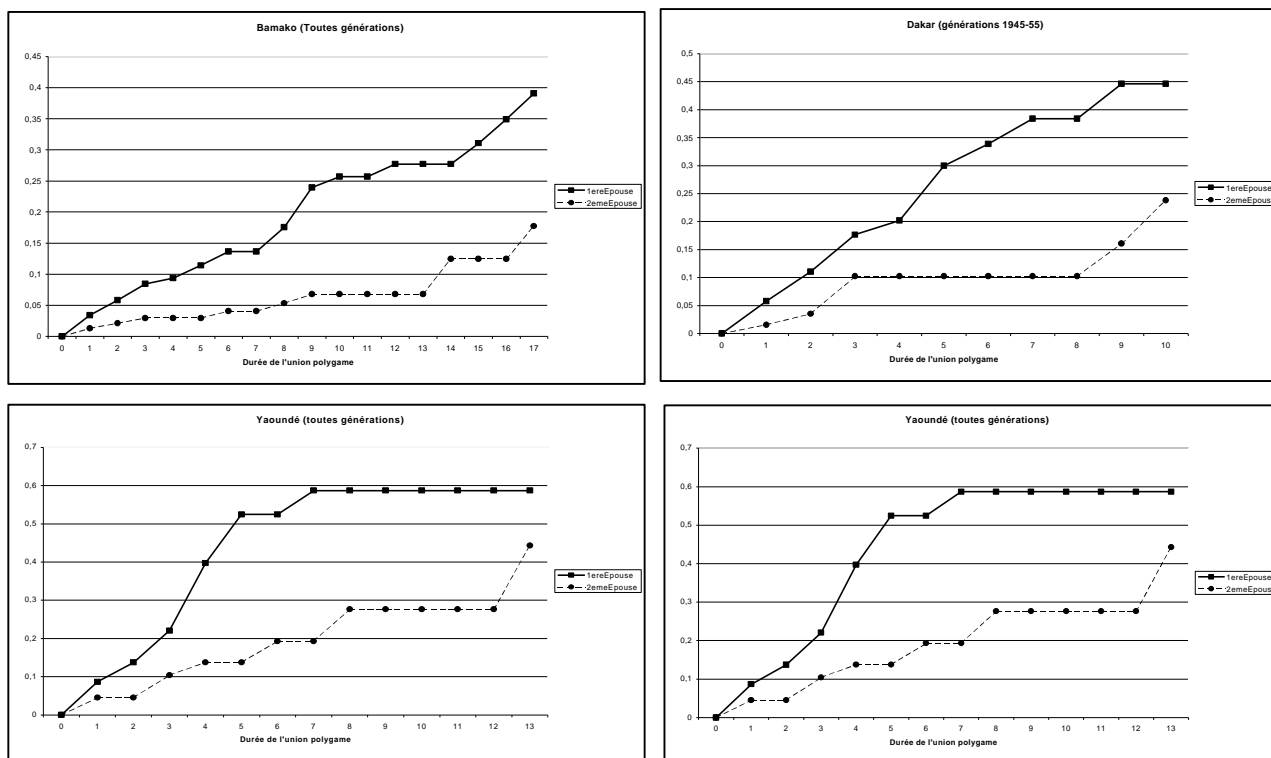 Bamako (Toutes générations)
0,45
0,4
0,35
0,3
0,25
0,2
0,15
0,1
0,05
0
0 1 2 3 4 5 6 7 8 9 10 11 12 13 14 15 16 17
Durée de l'union polygame
1ereEpouse
2emeEpouse
Dakar (générations 1945-55)
0,5
0,45
0,4
0,35
0,3
0,25
0,2
0,15
0,1
0,05
0
0 1 2 3 4 5 6 7 8 9 10
Durée de l'union polygame
1ereEpouse
2emeEpouse
Yaoundé (toutes générations)
0,7
0,6
0,5
0,4
0,3
0,2
0,1
0
0 1 2 3 4 5 6 7 8 9 10 11 12 13
Durée de l'union polygame
1ereEpouse
2emeEpouse
Yaoundé (toutes générations)
0,7
0,6
0,5
0,4
0,3
0,2
0,1
0
0 1 2 3 4 5 6 7 8 9 10 11 12 13
Durée de l'union polygame
1ereEpouse
2emeEpouse